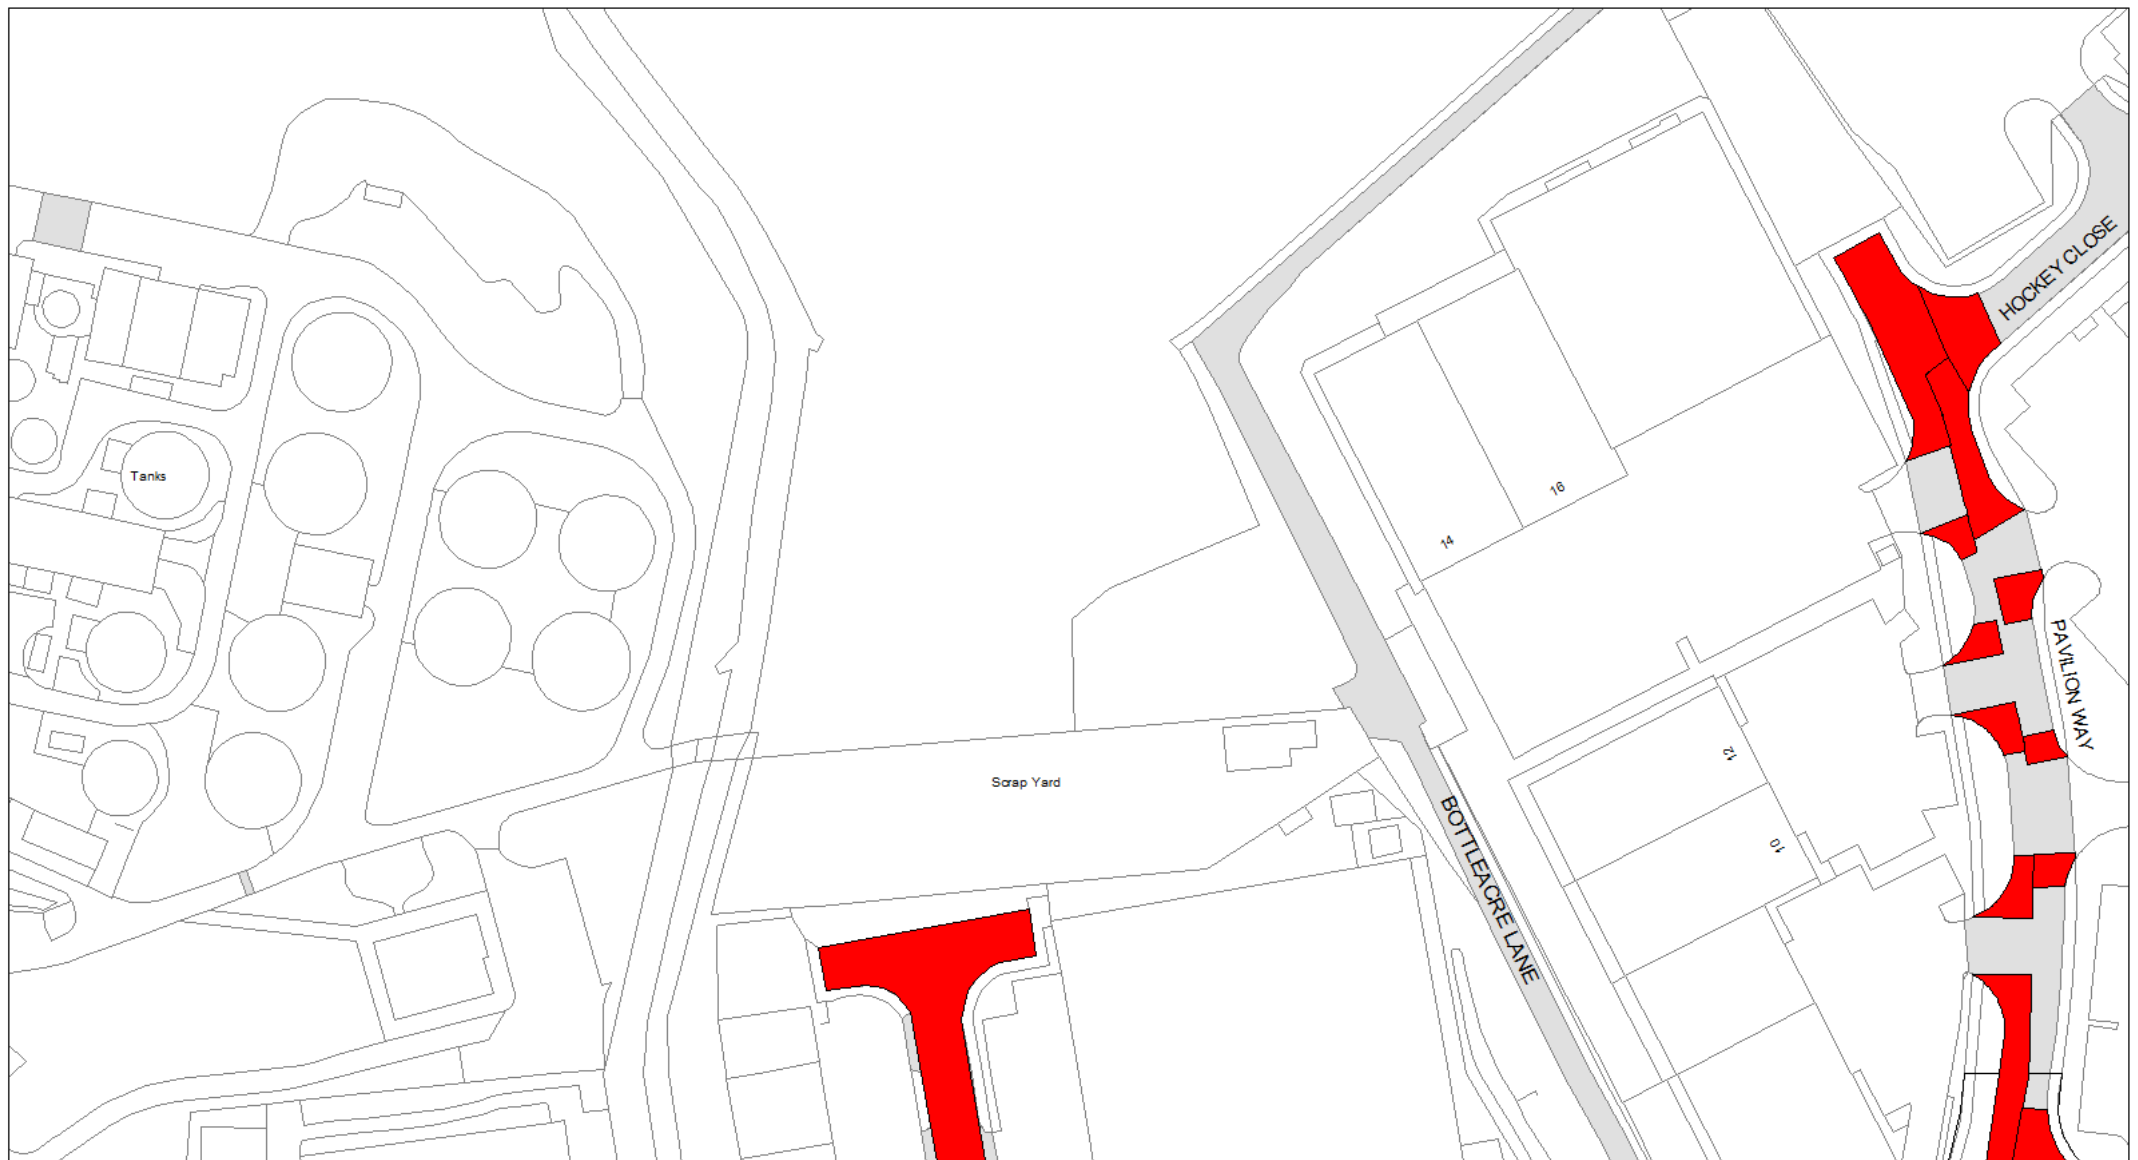 HOCKEY CLOSE
Tanks
16
14
PAVILION WAY
12
Scrap Yard
BOTTLEACRE LANE
10